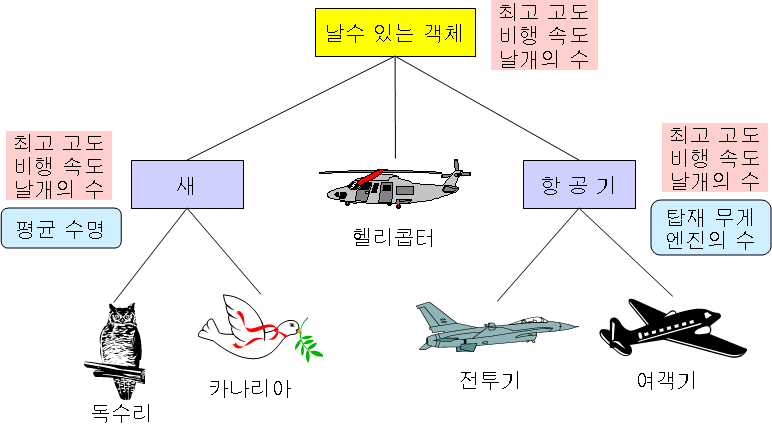 날수 있는 객체
최고 고도
비행 속도
날개의 수
최고 고도
비행 속도
날개의 수
평균 수명
새
헬리콥터
항공기
최고 고도
비행 속도
날개의 수
탑재 무게
엔진의 수
독수리
카나리아
전투기
여객기